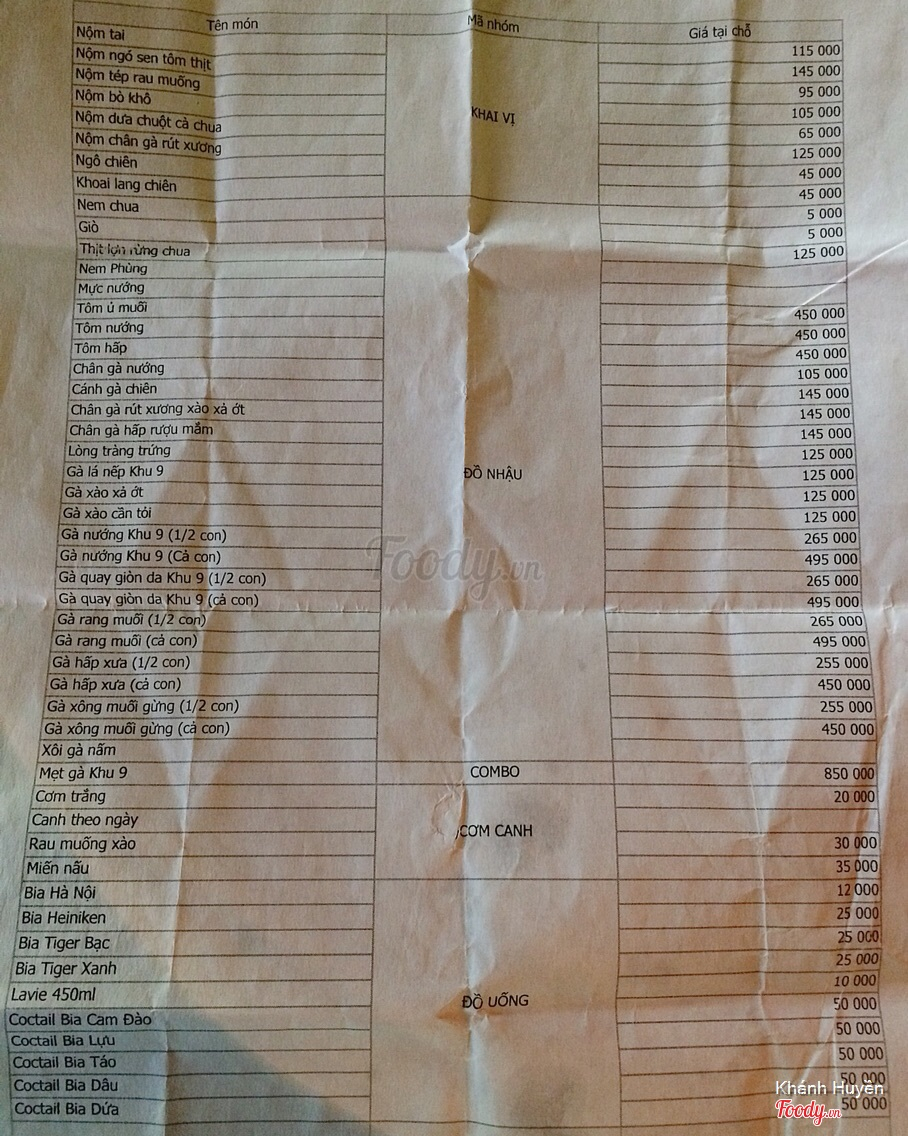 Tên món Mã nhóm Giá tại chỗ
Nộm tai 115 000
Nộm ngó sen tôm thịt 145 000
Nộm tép rau muống 95 000
Nộm bò khô 105 000
KHAI VỊ
Nộm dưa chuột cà chua 65 000
Nộm chân gà rút xương 125 000
Ngô chiên 45 000
Khoai lang chiên 45 000
Nem chua 5 000
Giò 5 000
Thịt lợn rừng chua 125 000
Nem Phùng
Mực nướng
Tôm ủ muối 450 000
Tôm nướng 450 000
Tôm hấp 450 000
Chân gà nướng 105 000
Cánh gà chiên 145 000
Chân gà rút xương xào xả ớt 145 000
Chân gà hấp rượu mắm 145 000
Lòng tràng trứng 125 000
Gà lá nếp Khu 9 125 000
ĐỒ NHẬU
Gà xào xả ớt 125 000
Gà xào cần tỏi 125 000
Gà nướng Khu 9 (1/2 con) 265 000
Gà nướng Khu 9 (Cả con) 495 000
Foody.vn
Gà quay giòn da Khu 9 (1/2 con) 265 000
Gà quay giòn da Khu 9 (cả con) 495 000
Gà rang muối (1/2 con) 265 000
Gà rang muối (cả con) 495 000
Gà hấp xưa (1/2 con) 255 000
Gà hấp xưa (cả con) 450 000
Gà xông muối gừng (1/2 con) 255 000
Gà xông muối gừng (cả con) 450 000
Xôi gà nấm
Mẹt gà Khu 9 COMBO 850 000
Cơm trắng 20 000
Canh theo ngày
CƠM CANH
Rau muống xào 30 000
Miến nấu 35 000
Bia Hà Nội 12 000
Bia Heiniken 25 000
Bia Tiger Bạc 25 000
Bia Tiger Xanh 25 000
Lavie 450ml 10 000
ĐỒ UỐNG
Coctail Bia Cam Đào 50 000
Coctail Bia Lựu 50 000
Coctail Bia Táo 50 000
Coctail Bia Dâu 50 000
Coctail Bia Dứa 50 000
Khánh Huyền
Foody.vn